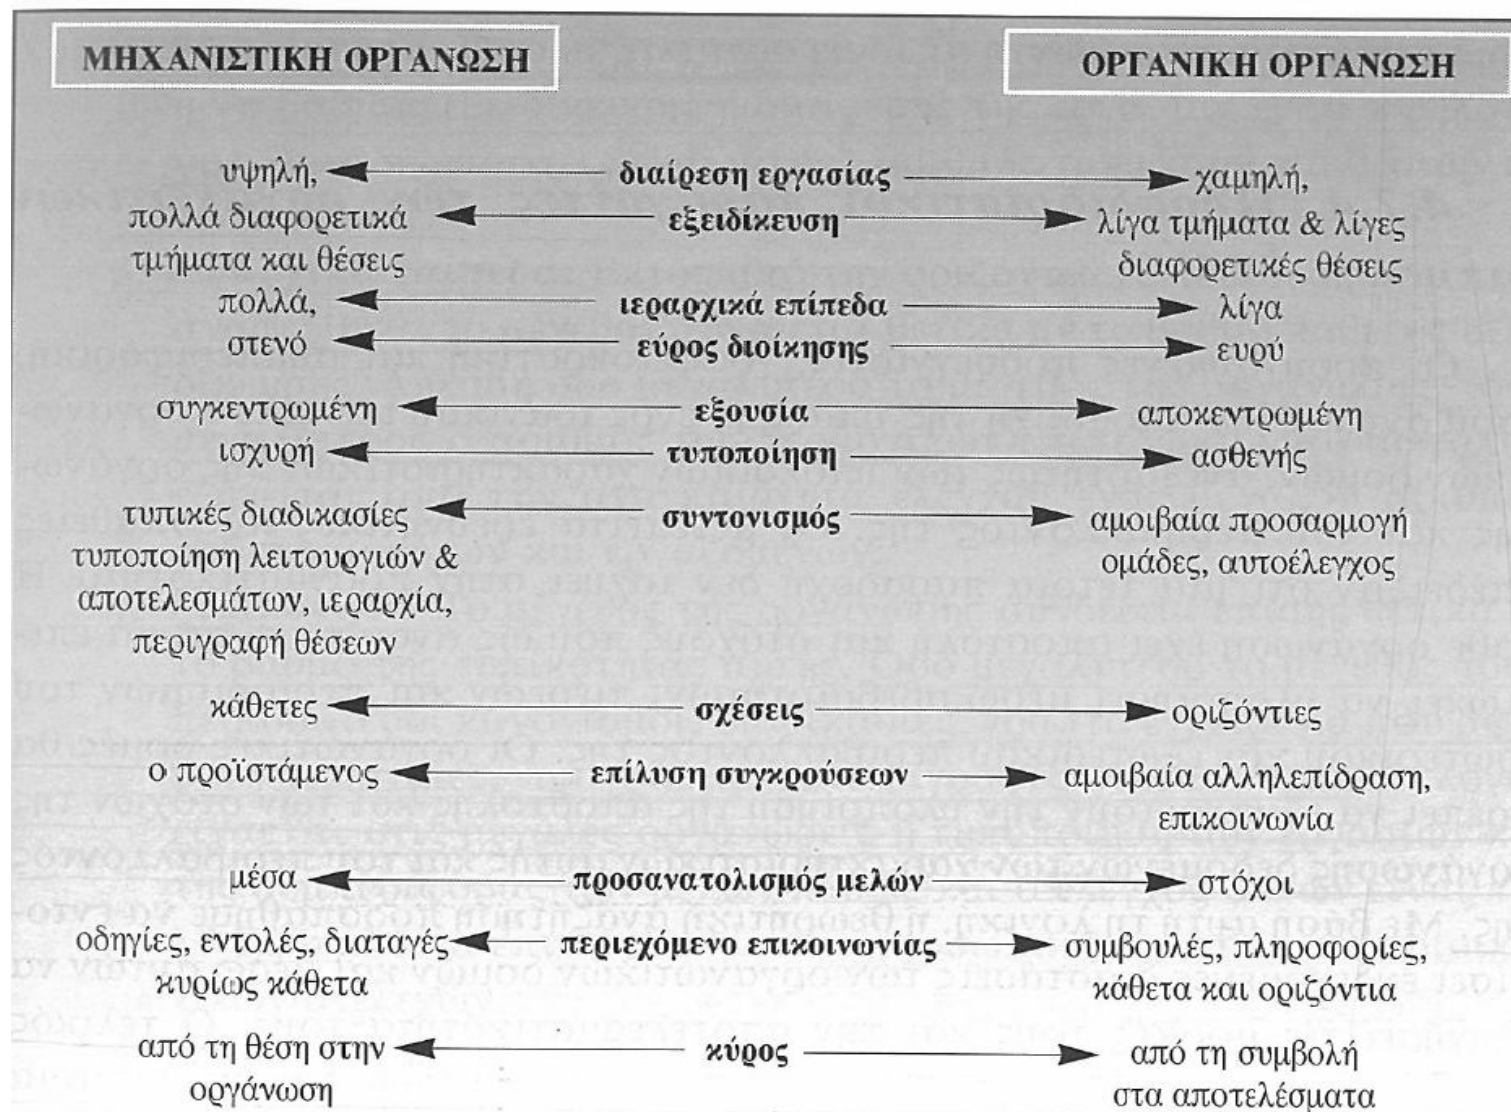 ΜΗΧΑΝΙΣΤΙΚΗ ΟΡΓΑΝΩΣΗ ΟΡΓΑΝΙΚΗ ΟΡΓΑΝΩΣΗ
υψηλή, διαίρεση εργασίας χαμηλή,
πολλά διαφορετικά εξειδίκευση λίγα τμήματα & λίγες
τμήματα και θέσεις διαφορετικές θέσεις
πολλά, ιεραρχικά επίπεδα λίγα
στενό εύρος διοίκησης ευρύ
συγκεντρωμένη εξουσία αποκεντρωμένη
ισχυρή τυποποίηση ασθενής
τυπικές διαδικασίες συντονισμός αμοιβαία προσαρμογή
τυποποίηση λειτουργιών & ομάδες, αυτοέλεγχος
αποτελεσμάτων, ιεραρχία,
περιγραφή θέσεων
κάθετες σχέσεις οριζόντιες
ο προϊστάμενος επίλυση συγκρούσεων αμοιβαία αλληλεπίδραση,
επικοινωνία
μέσα προσανατολισμός μελών στόχοι
οδηγίες, εντολές, διαταγές περιεχόμενο επικοινωνίας συμβουλές, πληροφορίες,
κυρίως κάθετα κάθετα και οριζόντια
από τη θέση στην κύρος από τη συμβολή
οργάνωση στα αποτελέσματα